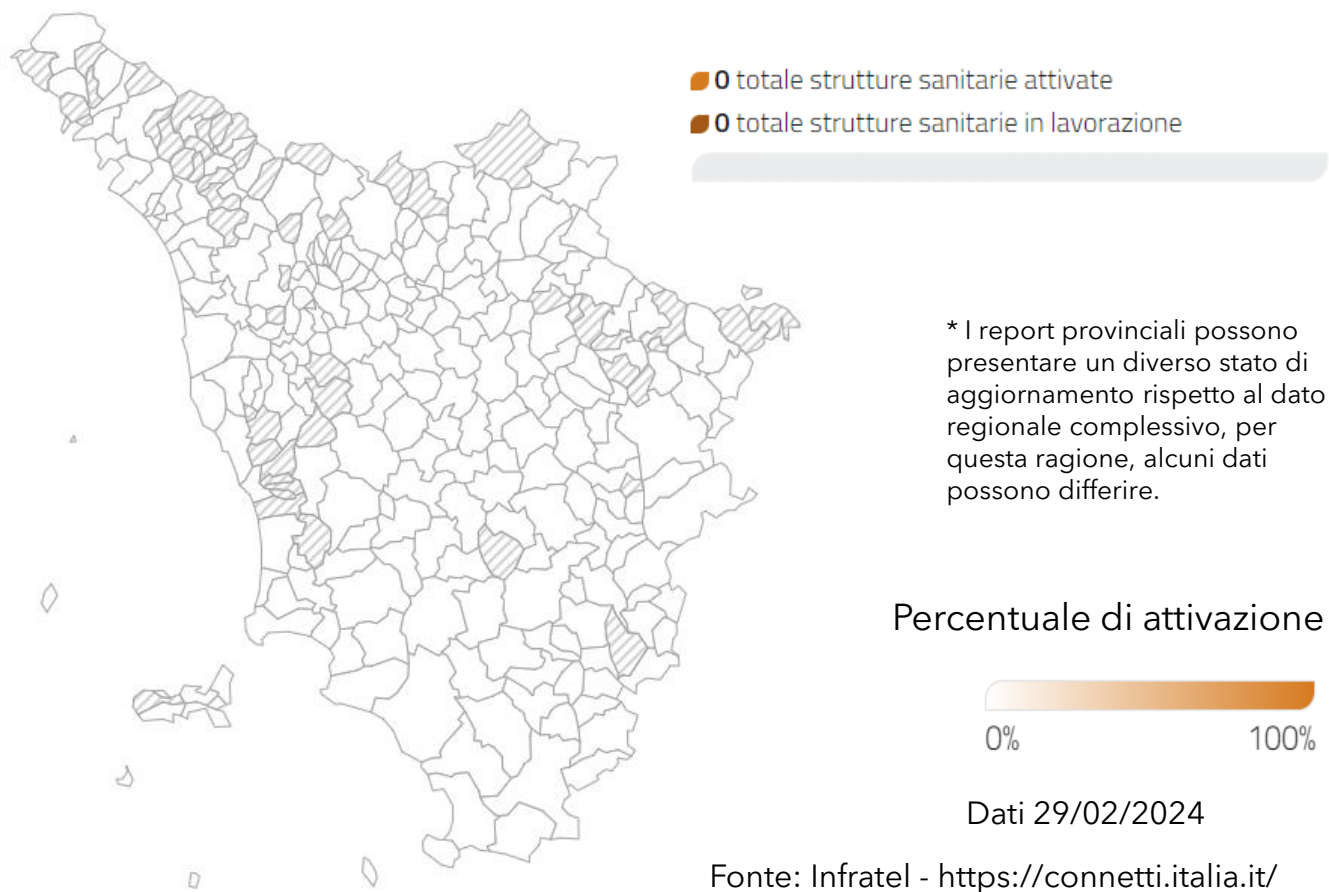 0 totale strutture sanitarie attivate
0 totale strutture sanitarie in lavorazione
* I report provinciali possono
presentare un diverso stato di
aggiornamento rispetto al dato
regionale complessivo, per
questa ragione, alcuni dati
possono differire.
Percentuale di attivazione
0% 100%
Dati 29/02/2024
Fonte: Infratel - https://connetti.italia.it/